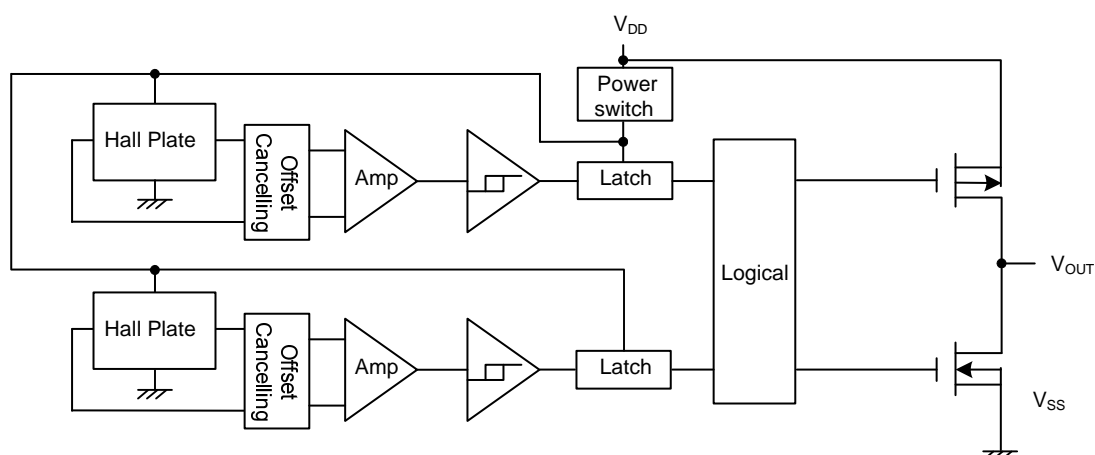 VDD
Power
switch
Hall Plate
Offset
Cancelling
Amp
Latch
Logical
VOUT
Hall Plate
Offset
Cancelling
Amp
Latch
VSS